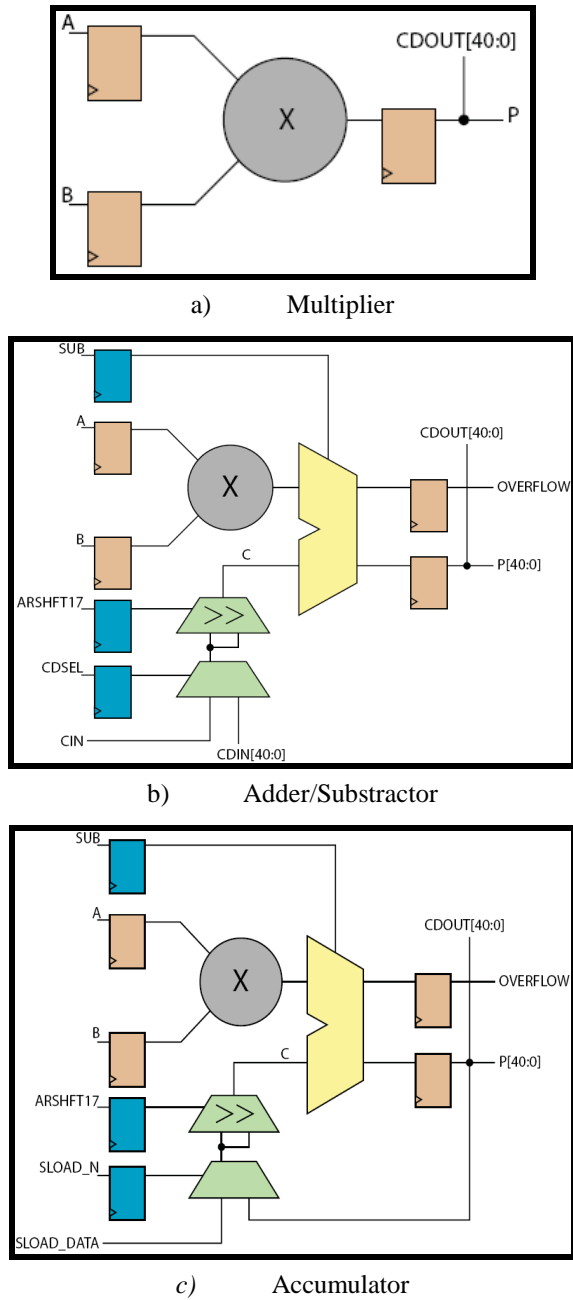 A
CDOUT[40:0]
X
P
B
a) Multiplier
SUB
A
CDOUT[40:0]
X
OVERFLOW
B
C
P[40:0]
ARSHFT17
>>
CDSEL
CIN
CDIN[40:0]
b) Adder/Substractor
SUB
A
CDOUT[40:0]
X
OVERFLOW
B
C
P[40:0]
ARSHFT17
>>
SLOAD_N
SLOAD_DATA
c) Accumulator